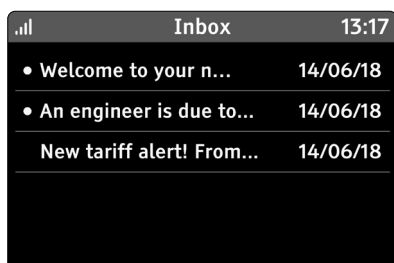 Inbox 13:17
• Welcome to your n... 14/06/18
• An engineer is due to... 14/06/18
New tariff alert! From... 14/06/18